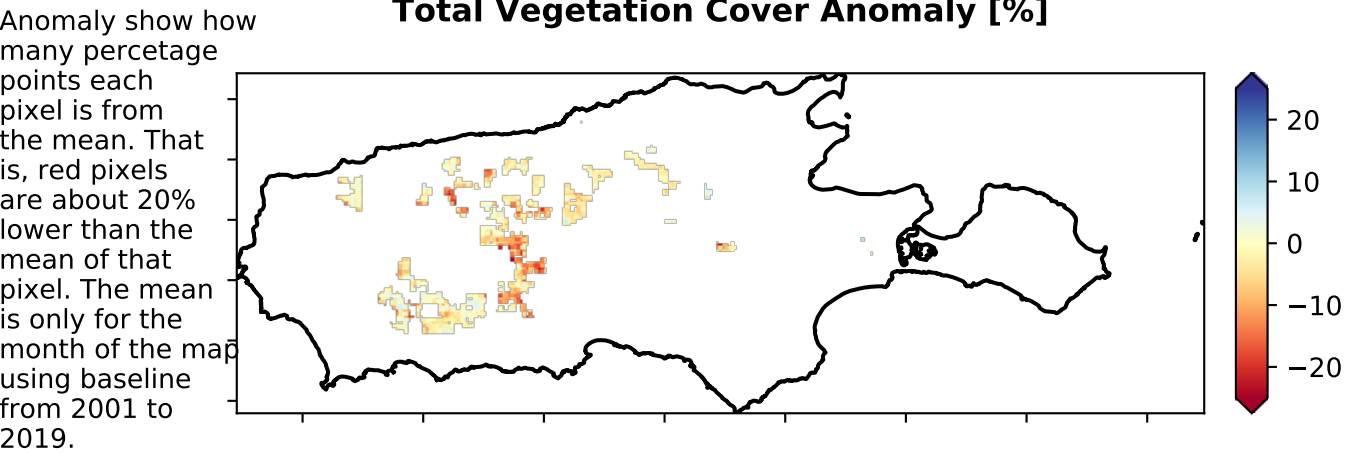 Total Vegetation Cover Anomaly [%]
Anomaly show how
many percetage
points each
pixel is from
the mean. That
is, red pixels
are about 20%
lower than the
mean of that
pixel. The mean
is only for the
month of the map
using baseline
from 2001 to
2019.
20
10
0
−10
−20